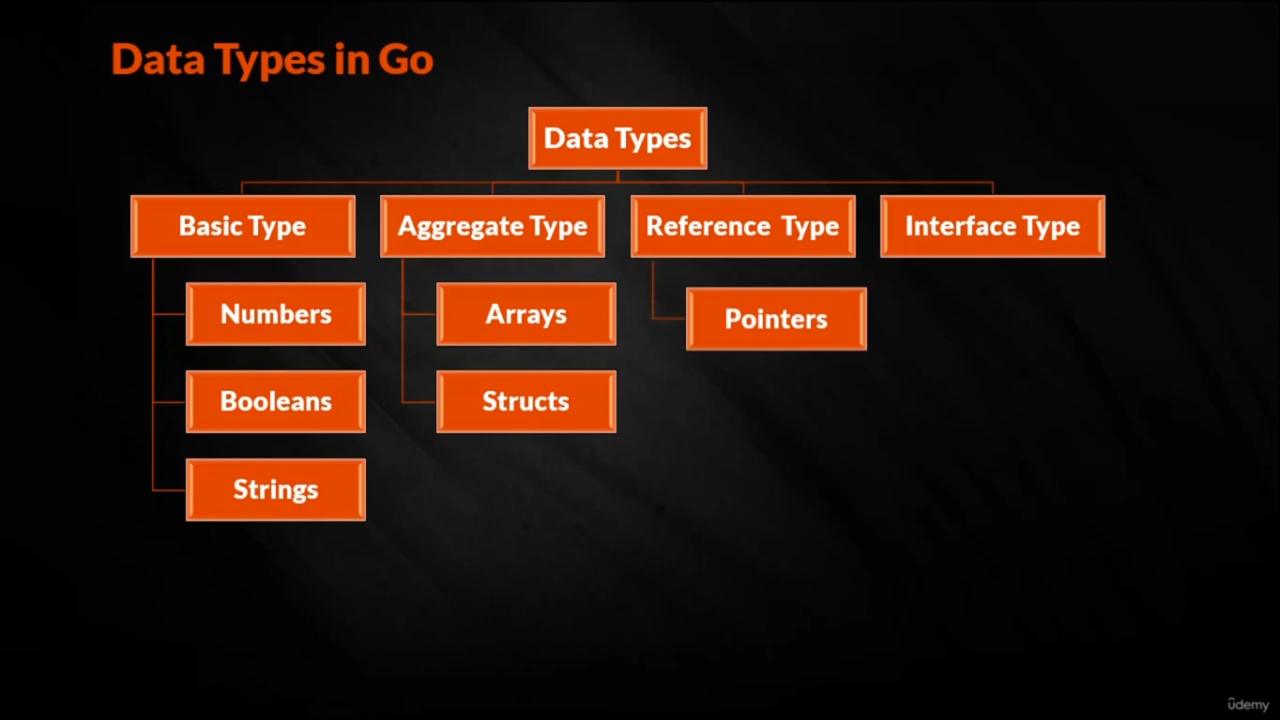 Data Types in Go
Data Types
Basic Type
Aggregate Type
Reference Type
Interface Type
Numbers
Arrays
Pointers
Booleans
Structs
Strings
ûdemy